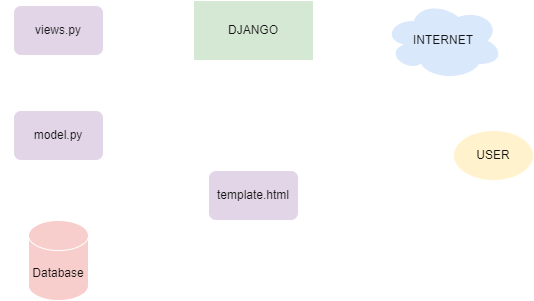 views.py
DJANGO
INTERNET
model.py
USER
template.html
Database